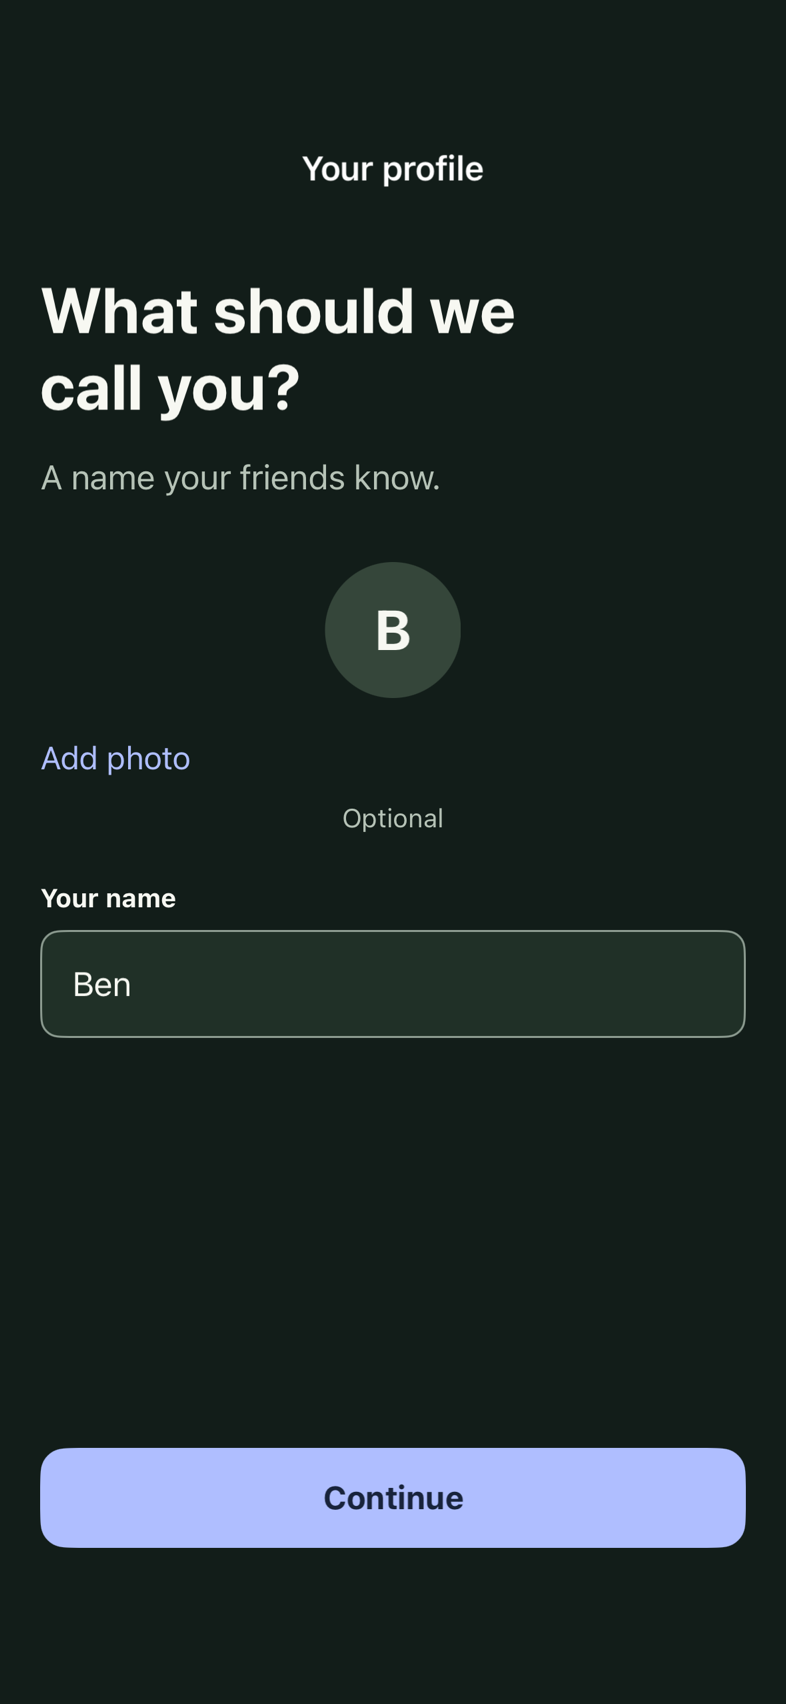 Your profile
What should we
call you?
A name your friends know.
B
Add photo
Optional
Your name
Ben
Continue